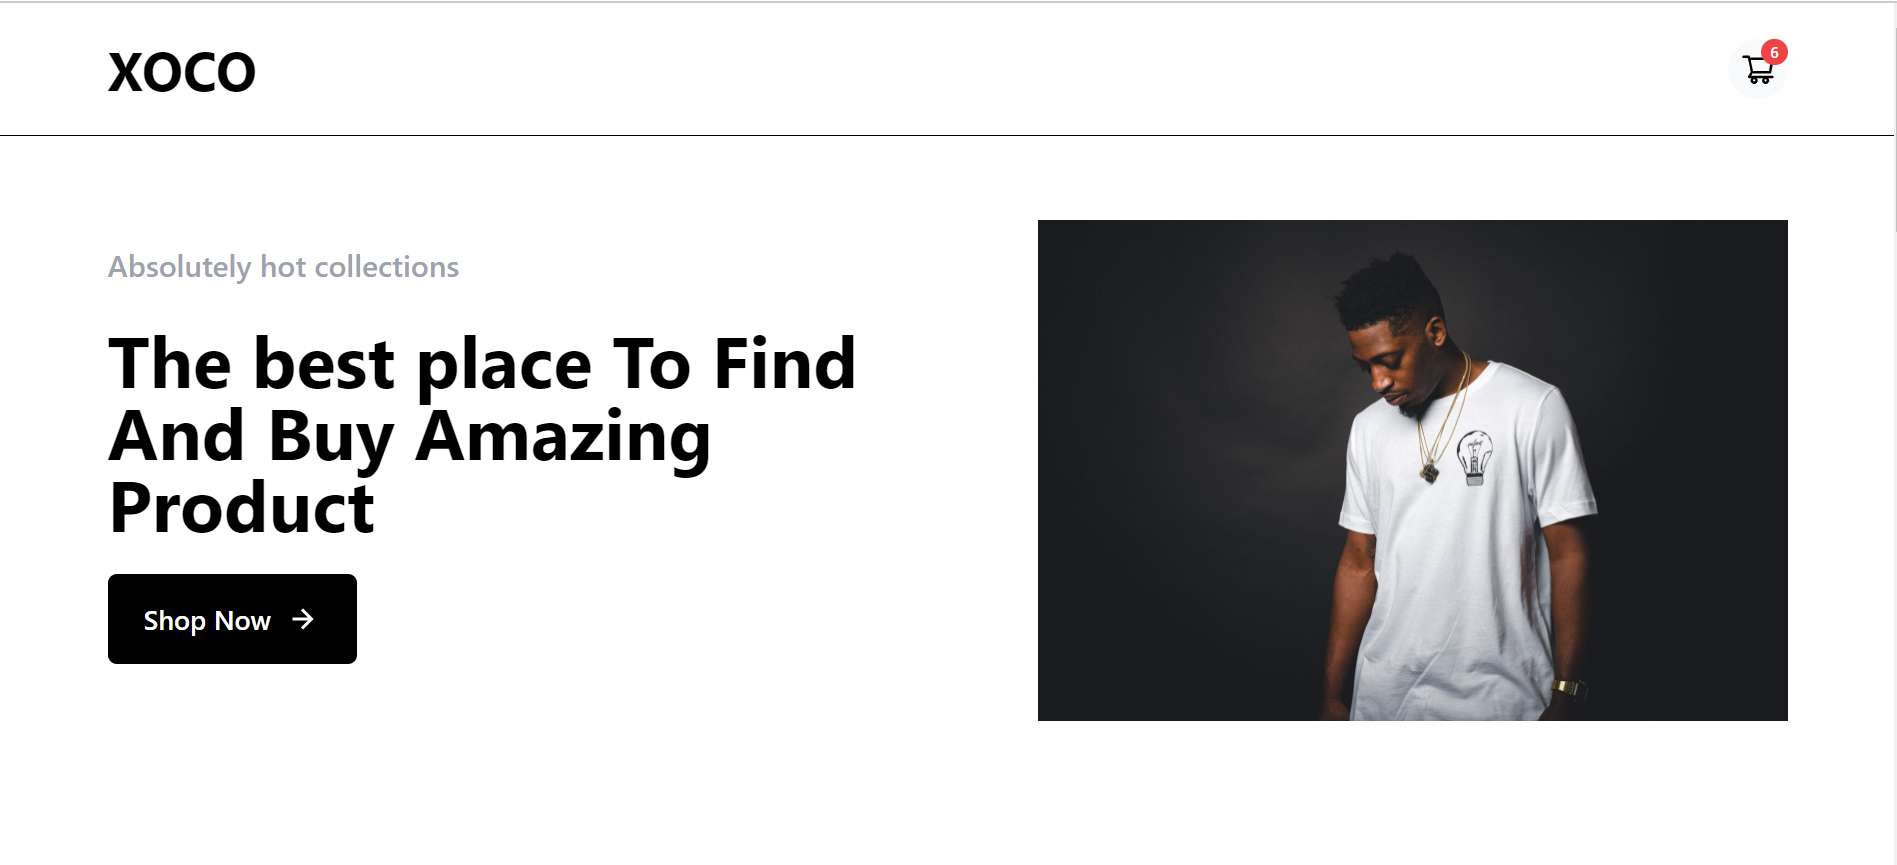 XOCO
6
Absolutely hot collections
The best place To Find
And Buy Amazing
Product
Shop Now